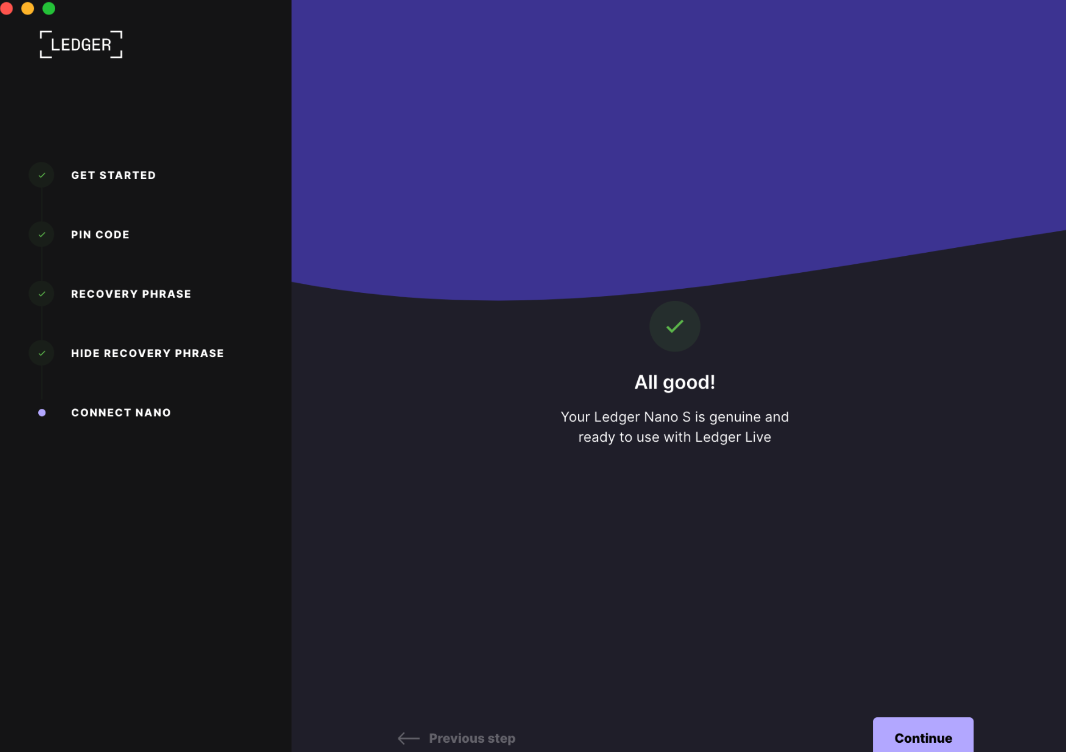 LEDGER
GET STARTED
PIN CODE
RECOVERY PHRASE
HIDE RECOVERY PHRASE
CONNECT NANO
All good!
Your Ledger Nano S is genuine and
ready to use with Ledger Live
Previous step
Continue